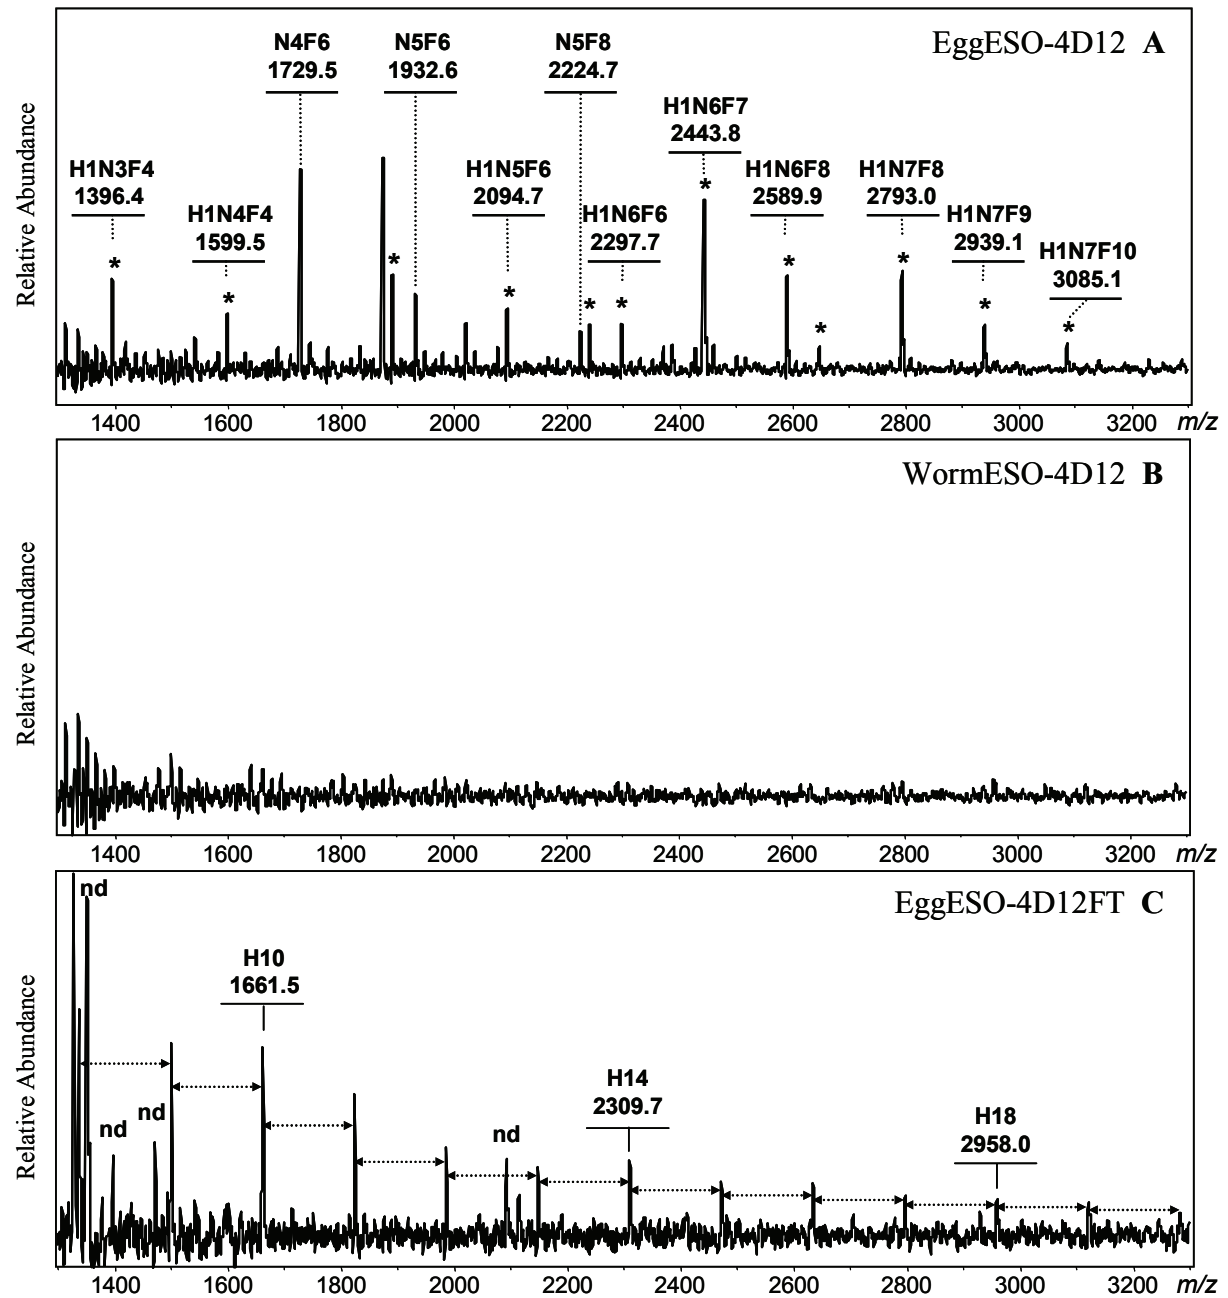 EggESO-4D12 A
Relative Abundance
N4F6
1729.5
N5F6
1932.6
N5F8
2224.7
H1N6F7
2443.8
H1N3F4
1396.4
H1N4F4
1599.5
H1N5F6
2094.7
H1N6F6
2297.7
H1N6F8
2589.9
H1N7F8
2793.0
H1N7F9
2939.1
H1N7F10
3085.1
* * * * * * * * * * * *
1400 1600 1800 2000 2200 2400 2600 2800 3000 3200 m/z
WormESO-4D12 B
Relative Abundance
1400 1600 1800 2000 2200 2400 2600 2800 3000 3200 m/z
EggESO-4D12FT C
Relative Abundance
nd
H10
1661.5
nd
nd
nd
H14
2309.7
H18
2958.0
1400 1600 1800 2000 2200 2400 2600 2800 3000 3200 m/z